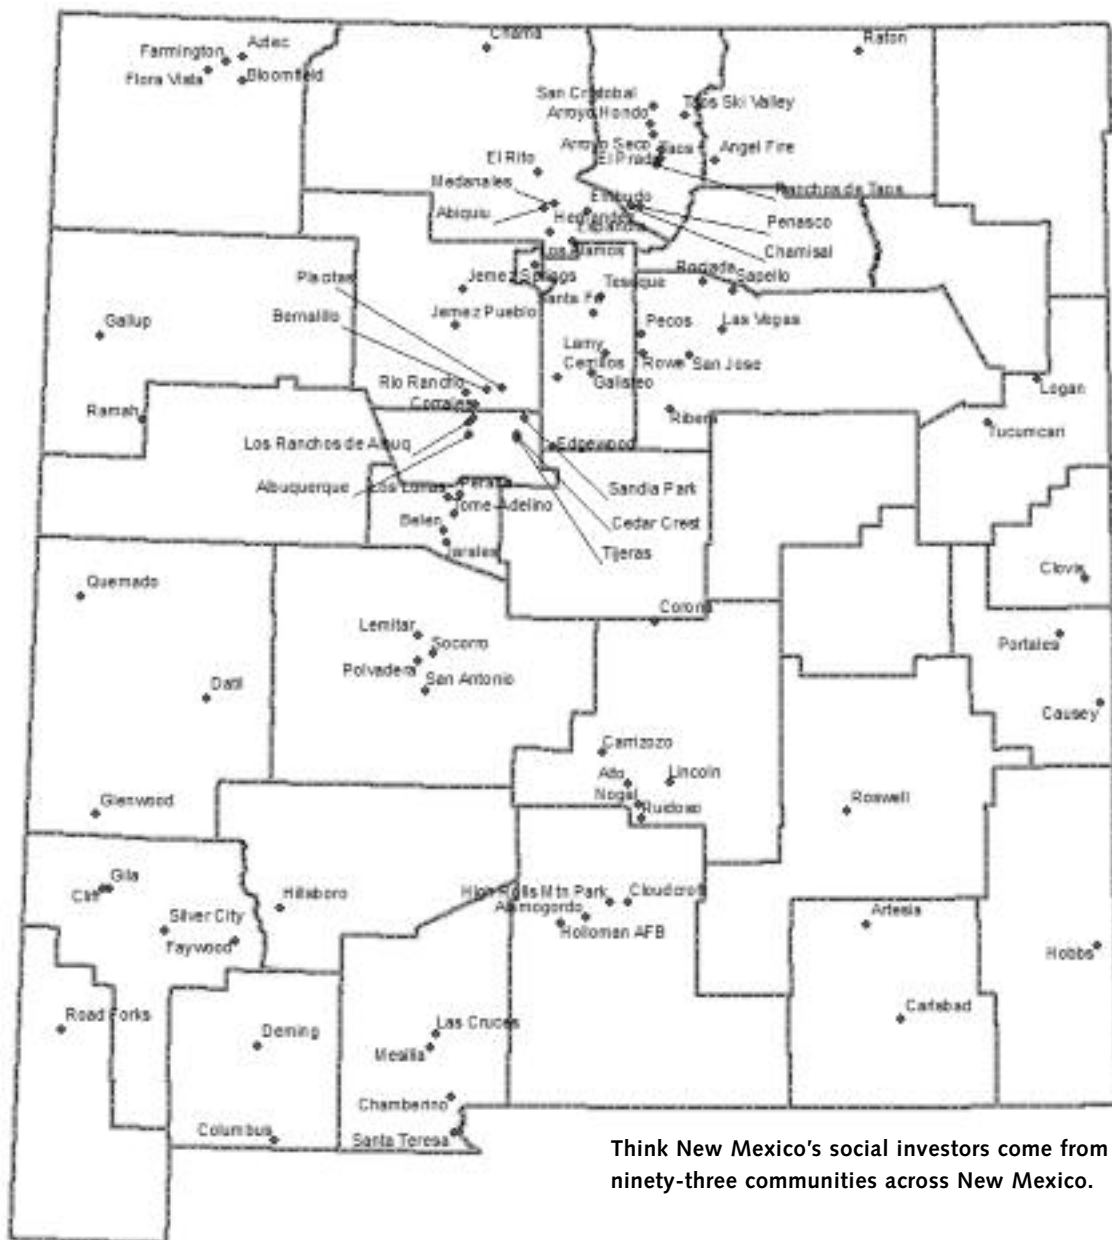 Chama
Raton
Aztec
Farmington
Flora Vista
Bloomfield
San Cristobal
Taos Ski Valley
Arroyo Hondo
Arroyo Seco
Taos
Angel Fire
El Prado
El Rito
Medanales
Ranchos de Taos
Embudo
Abiquiu
Hernandez
Penasco
Espanola
Chamisal
Los Alamos
Placitas
Jemez Springs
Tesuque
Rociada
Sapello
Santa Fe
Bernalillo
Jemez Pueblo
Gallup
Pecos
Las Vegas
Lamy
Cerrillos
Rowe
San Jose
Galisteo
Rio Rancho
Logan
Corrales
Ramah
Ribera
Tucumcari
Los Ranchos de Albuq
Edgewood
Albuquerque
Los Lunas
Peralta
Sandia Park
Tome-Adelino
Belen
Cedar Crest
Jarales
Tijeras
Clovis
Quemado
Corona
Lemitar
Socorro
Portales
Polvadera
San Antonio
Datil
Causey
Carrizozo
Alto
Lincoln
Nogal
Ruidoso
Glenwood
Roswell
Gila
Cliff
Hillsboro
High Rolls Mtn Park
Cloudcroft
Alamogordo
Artesia
Silver City
Faywood
Holloman AFB
Hobbs
Road Forks
Deming
Las Cruces
Carlsbad
Mesilla
Chamberino
Columbus
Santa Teresa
Think New Mexico's social investors come from
ninety-three communities across New Mexico.